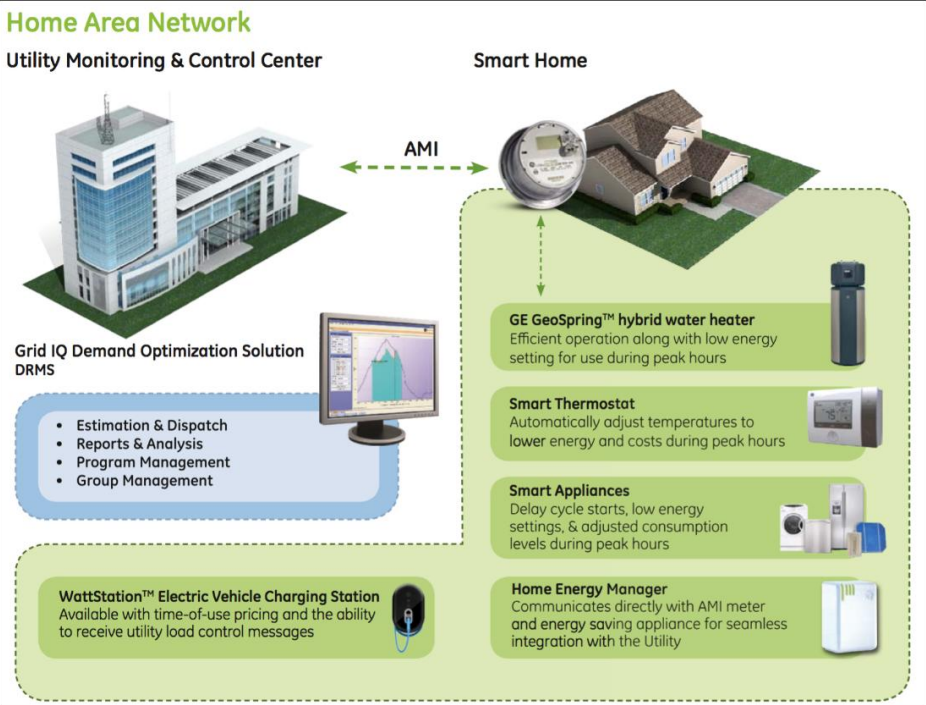 Home Area Network
Utility Monitoring & Control Center
Smart Home
AMI
Grid IQ Demand Optimization Solution
DRMS
• Estimation & Dispatch
• Reports & Analysis
• Program Management
• Group Management
GE GeoSpring™ hybrid water heater
Efficient operation along with low energy
setting for use during peak hours
Smart Thermostat
Automatically adjust temperatures to
lower energy and costs during peak hours
Smart Appliances
Delay cycle starts, low energy
settings, & adjusted consumption
levels during peak hours
WattStation™ Electric Vehicle Charging Station
Available with time-of-use pricing and the ability
to receive utility load control messages
Home Energy Manager
Communicates directly with AMI meter
and energy saving appliance for seamless
integration with the Utility